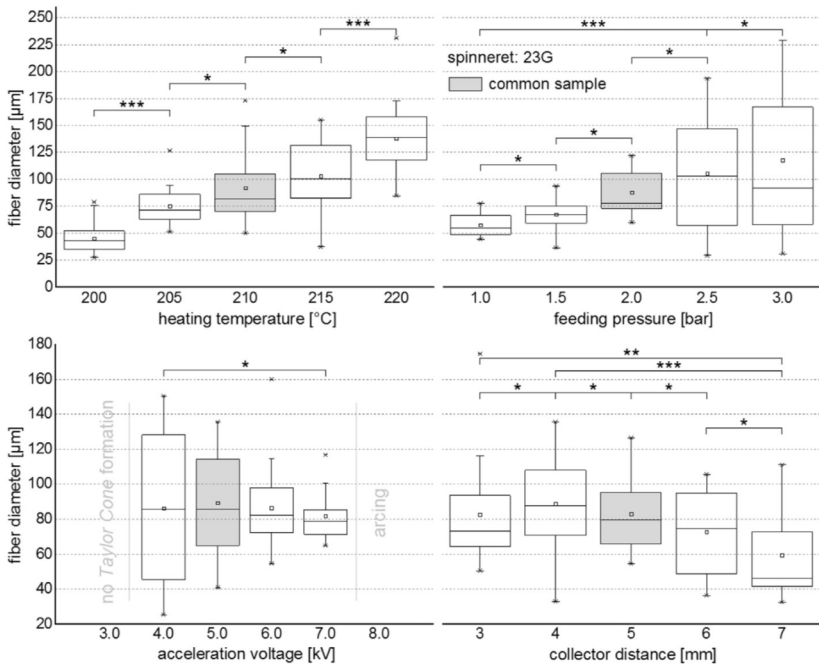 250
225
200
175
150
125
100
75
50
25
0
fiber diameter [µm]
***
*
*
***
200 205 210 215 220
heating temperature [°C]
***
*
spinneret: 23G
common sample
*
*
*
1.0 1.5 2.0 2.5 3.0
feeding pressure [bar]
180
160
140
120
100
80
60
40
20
fiber diameter [µm]
*
no Taylor Cone formation
arcing
3.0 4.0 5.0 6.0 7.0 8.0
acceleration voltage [kV]
**
***
*
*
*
*
3 4 5 6 7
collector distance [mm]